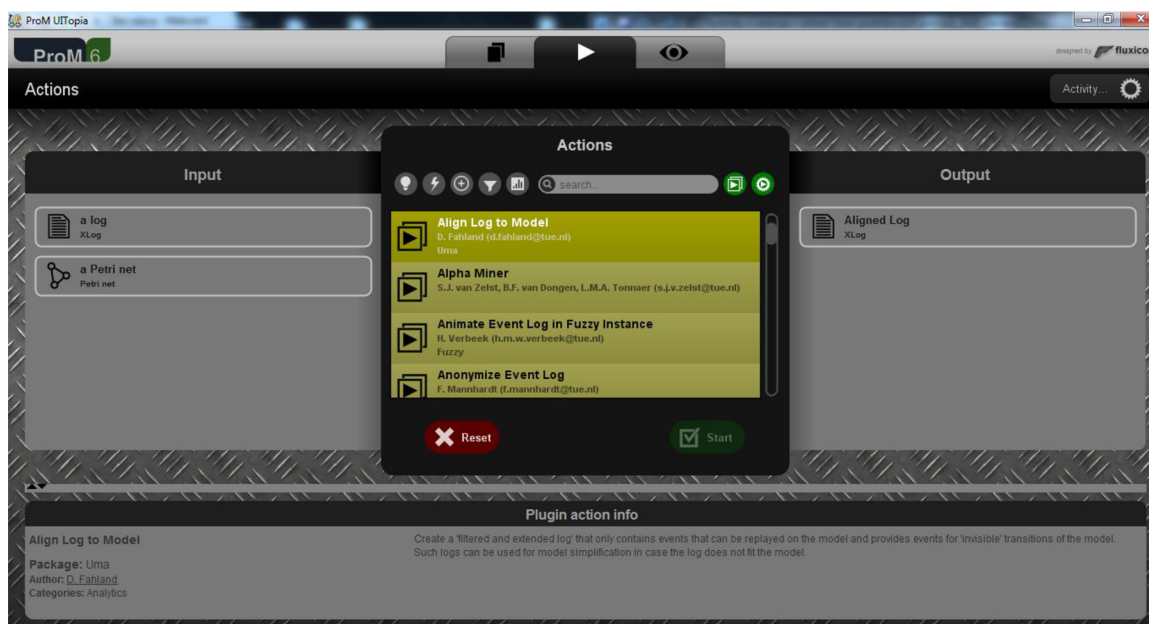 ProM UITopia
ProM 6
designed by fluxico
Actions
Activity...
Input
Actions
Output
search...
a log
XLog
a Petri net
Petri net
Align Log to Model
D. Fahland (d.fahland@tue.nl)
Uma
Alpha Miner
S.J. van Zelst, B.F. van Dongen, L.M.A. Tonnaer (s.j.v.zelst@tue.nl)
Animate Event Log in Fuzzy Instance
H. Verbeek (h.m.w.verbeek@tue.nl)
Fuzzy
Anonymize Event Log
F. Mannhardt (f.mannhardt@tue.nl)
Aligned Log
XLog
Reset
Start
Plugin action info
Align Log to Model
Package: Uma
Author: D. Fahland
Categories: Analytics
Create a 'filtered and extended log' that only contains events that can be replayed on the model and provides events for 'invisible' transitions of the model.
Such logs can be used for model simplification in case the log does not fit the model.